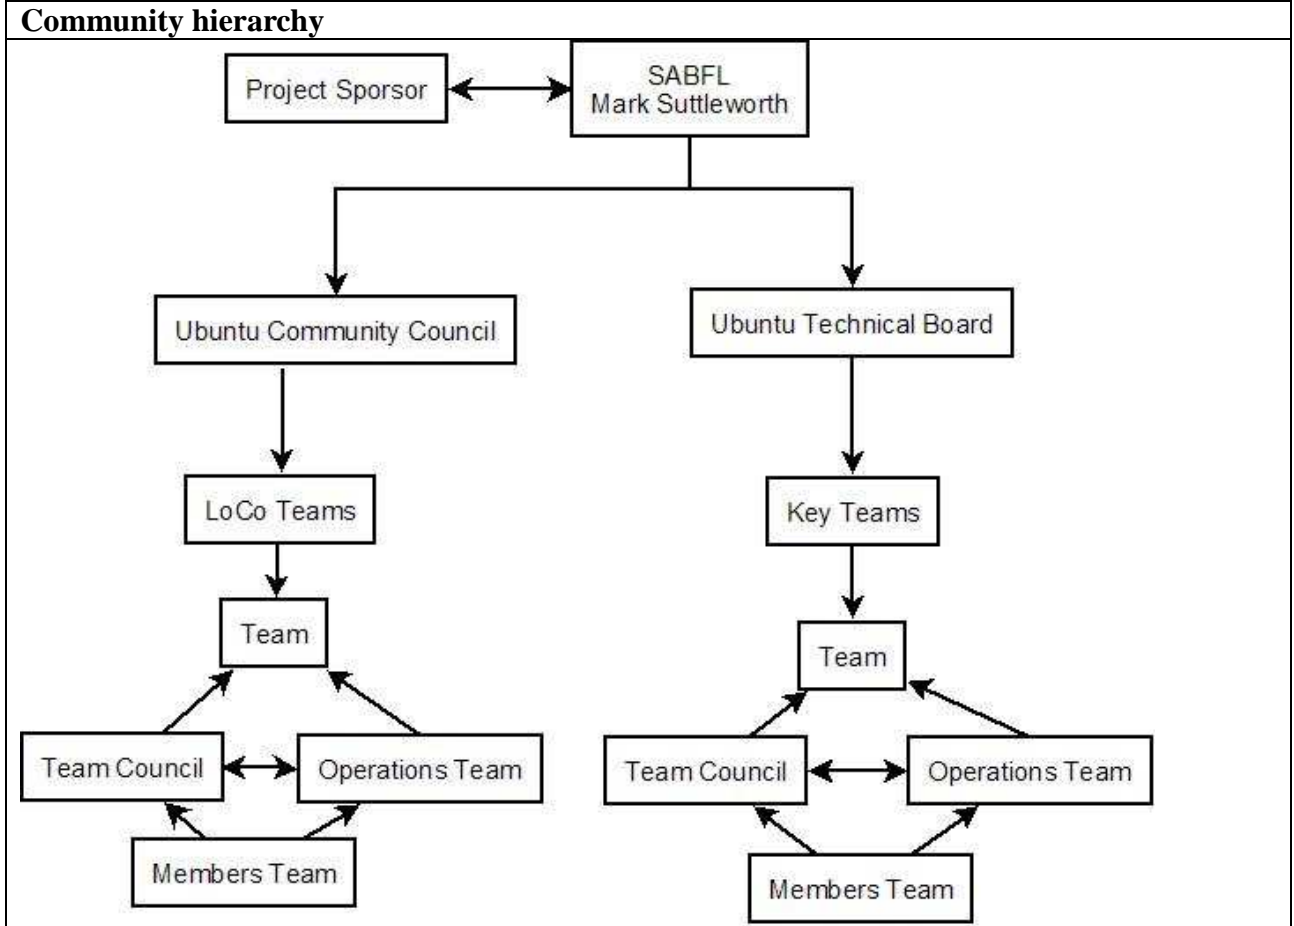 Community hierarchy
Project Sporsor
SABFL
Mark Suttleworth
Ubuntu Community Council
Ubuntu Technical Board
LoCo Teams
Key Teams
Team
Team
Team Council
Operations Team
Team Council
Operations Team
Members Team
Members Team